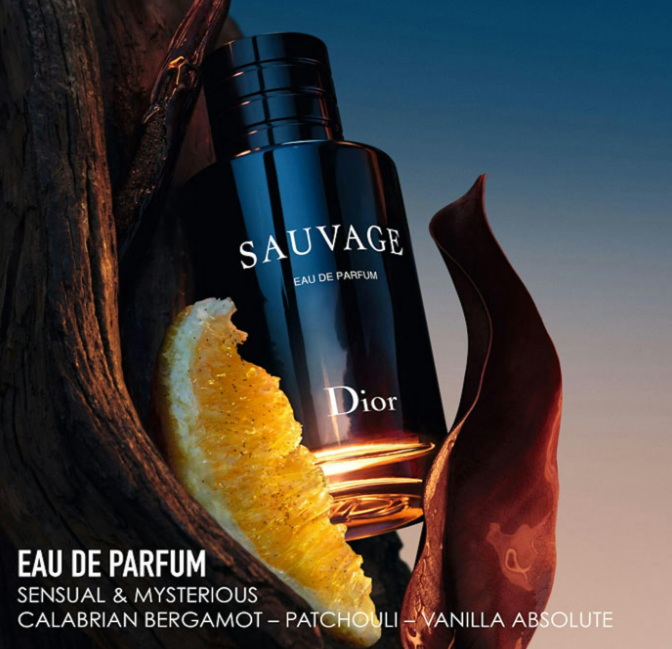 SAUVAGE
EAU DE PARFUM
Dior
EAU DE PARFUM
SENSUAL & MYSTERIOUS
CALABRIAN BERGAMOT – PATCHOULI – VANILLA ABSOLUTE